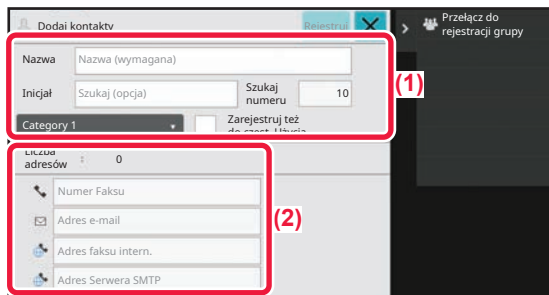 Dodaj kontakty
Rejestruj
Przełącz do
rejestracji grupy
Nazwa
Nazwa (wymagana)
(1)
Inicjał
Szukaj (opcja)
Szukaj
numeru
10
Category 1
Zarejestruj też
do częst. Użycia
Liczba
adresów : 0
Numer Faksu
Adres e-mail
(2)
Adres faksu intern.
Adres Serwera SMTP